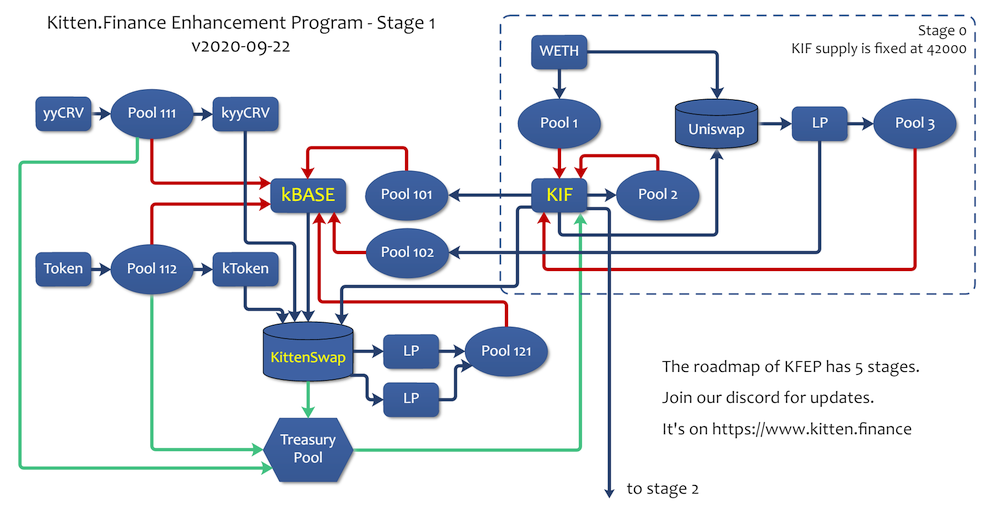 Kitten.Finance Enhancement Program - Stage 1
v2020-09-22
Stage 0
KIF supply is fixed at 42000
WETH
yyCRV
Pool 111
kyyCRV
Pool 1
Uniswap
LP
Pool 3
kBASE
Pool 101
KIF
Pool 2
Pool 102
Token
Pool 112
kToken
KittenSwap
LP
Pool 121
LP
Treasury
Pool
The roadmap of KFEP has 5 stages.
Join our discord for updates.
It's on https://www.kitten.finance
to stage 2